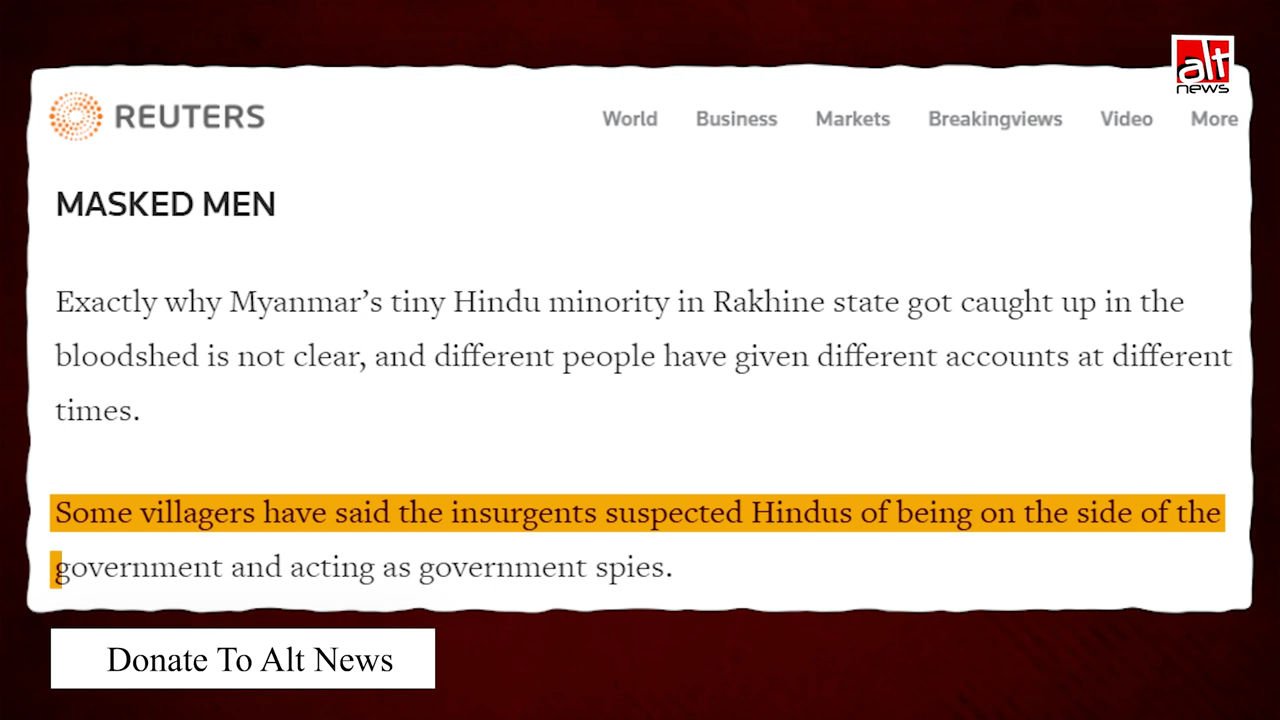 alt
news
REUTERS
World Business Markets Breakingviews Video More
MASKED MEN
Exactly why Myanmar’s tiny Hindu minority in Rakhine state got caught up in the
bloodshed is not clear, and different people have given different accounts at different
times.
Some villagers have said the insurgents suspected Hindus of being on the side of the
government and acting as government spies.
Donate To Alt News